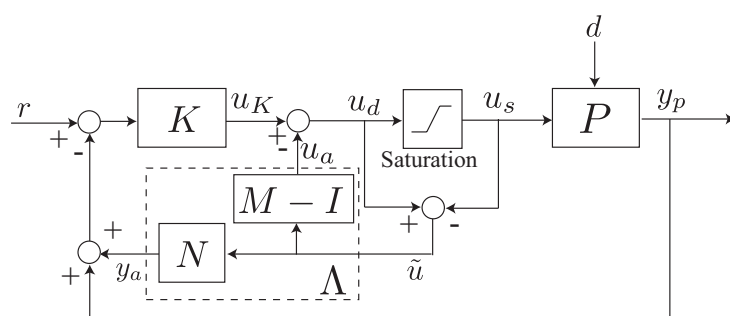 d
r
+
-
K
u_K
+
-
u_d
u_s
P
y_p
Saturation
u_a
M - I
+
-
+
+
y_a
N
Λ
ũ